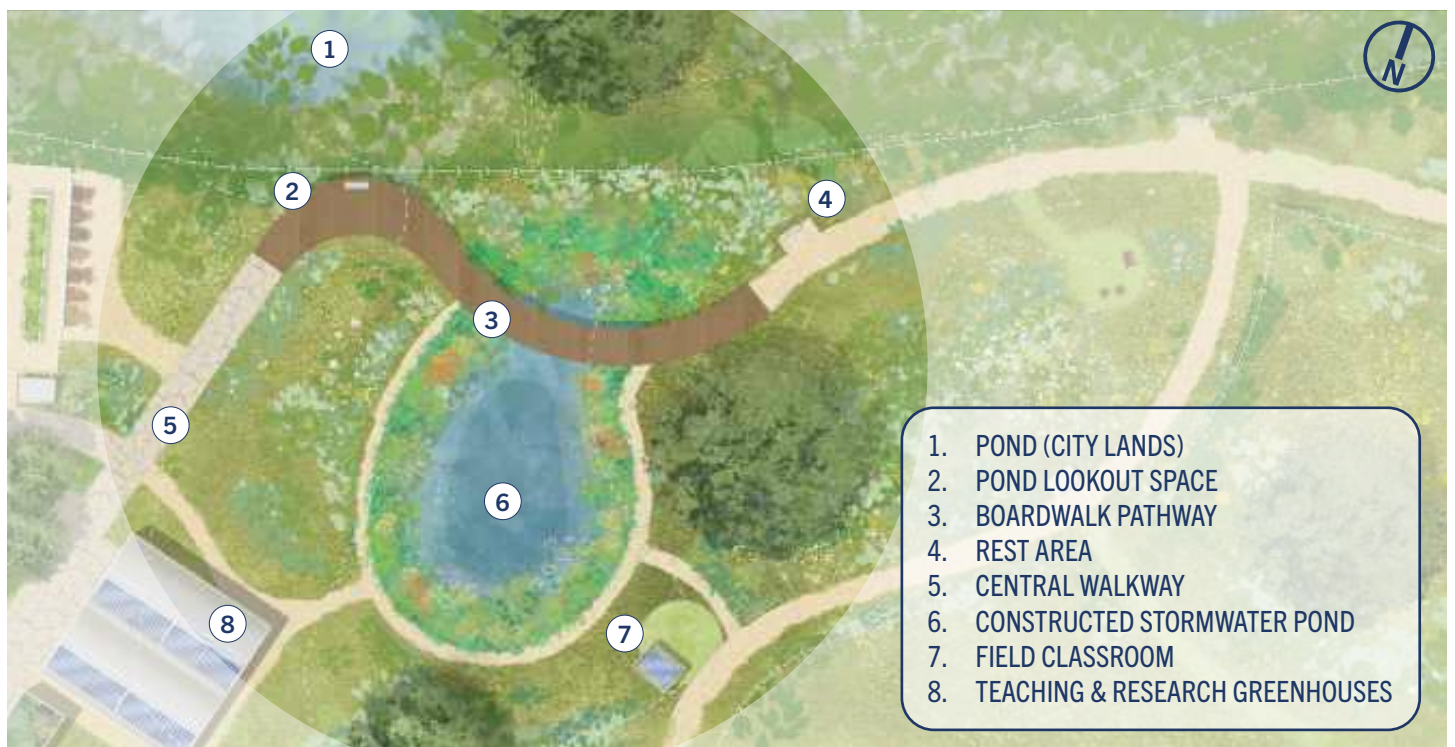 1
N
2
4
3
5
6
7
8
1. POND (CITY LANDS)
2. POND LOOKOUT SPACE
3. BOARDWALK PATHWAY
4. REST AREA
5. CENTRAL WALKWAY
6. CONSTRUCTED STORMWATER POND
7. FIELD CLASSROOM
8. TEACHING & RESEARCH GREENHOUSES